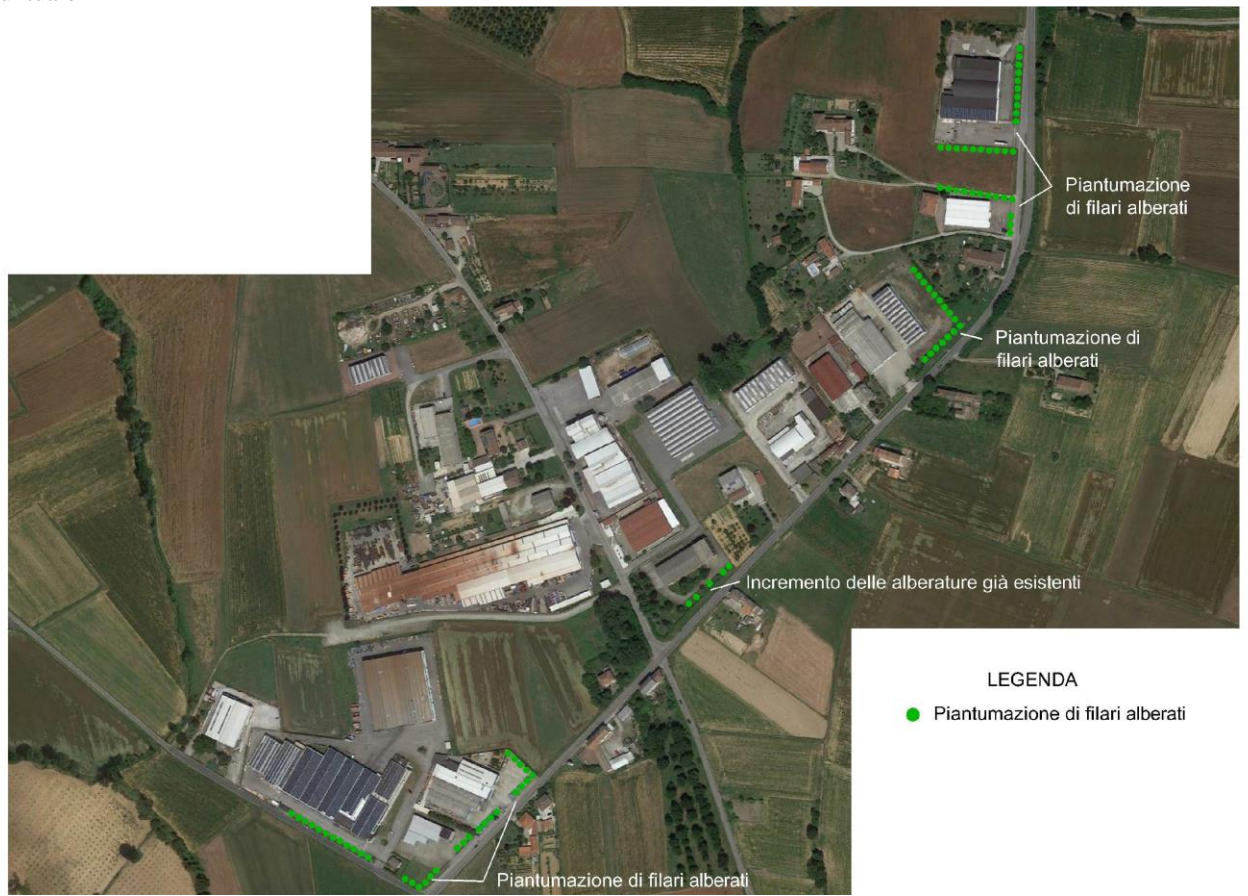 Piantumazione
di filari alberati
Piantumazione di
filari alberati
Incremento delle alberature già esistenti
LEGENDA
Piantumazione di filari alberati
Piantumazione di filari alberati